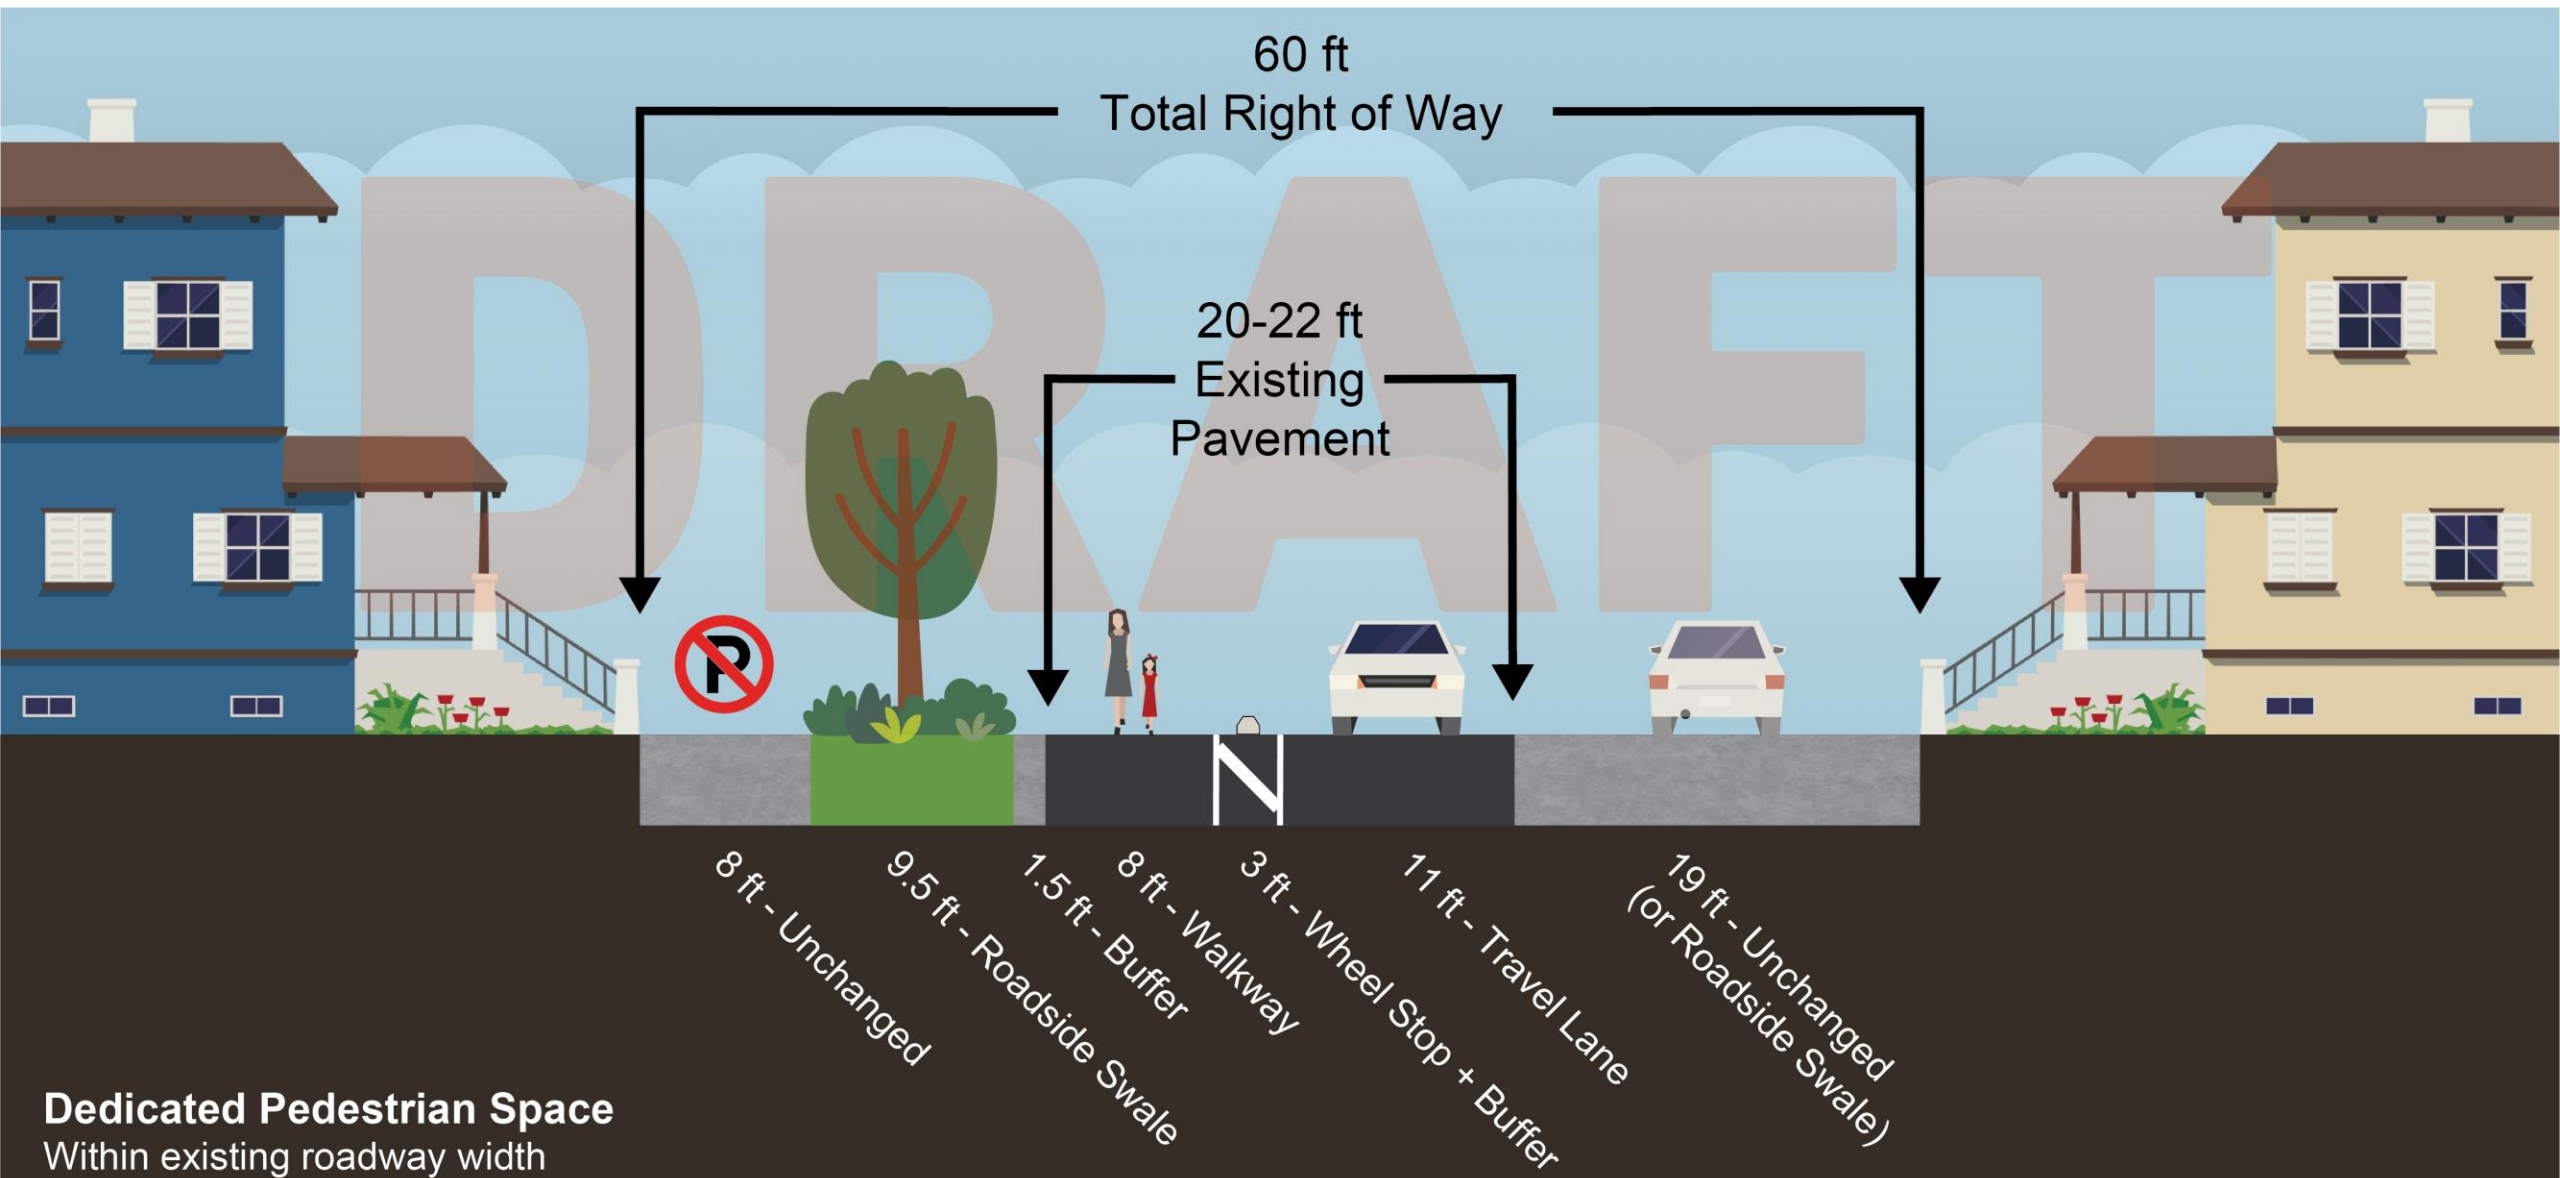 60 ft
Total Right of Way
DRAFT
20-22 ft
Existing
Pavement
P
N
8 ft - Unchanged
9.5 ft - Roadside Swale
1.5 ft - Buffer
8 ft - Walkway
3 ft - Wheel Stop + Buffer
11 ft - Travel Lane
19 ft - Unchanged
(or Roadside Swale)
Dedicated Pedestrian Space
Within existing roadway width